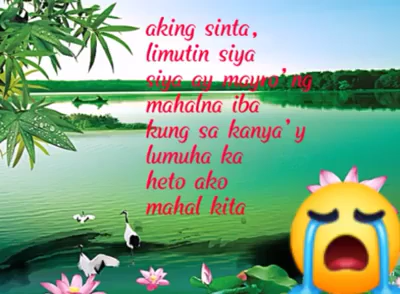 aking sinta,
limutin siya
siya ay mayro'ng
mahalna iba
kung sa kanya'y
lumuha ka
heto ako
mahal kita